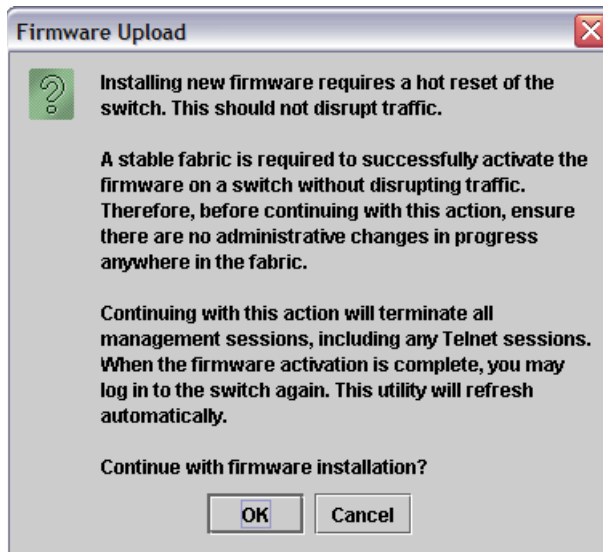 Firmware Upload
Installing new firmware requires a hot reset of the
switch. This should not disrupt traffic.
A stable fabric is required to successfully activate the
firmware on a switch without disrupting traffic.
Therefore, before continuing with this action, ensure
there are no administrative changes in progress
anywhere in the fabric.
Continuing with this action will terminate all
management sessions, including any Telnet sessions.
When the firmware activation is complete, you may
log in to the switch again. This utility will refresh
automatically.
Continue with firmware installation?
OK
Cancel